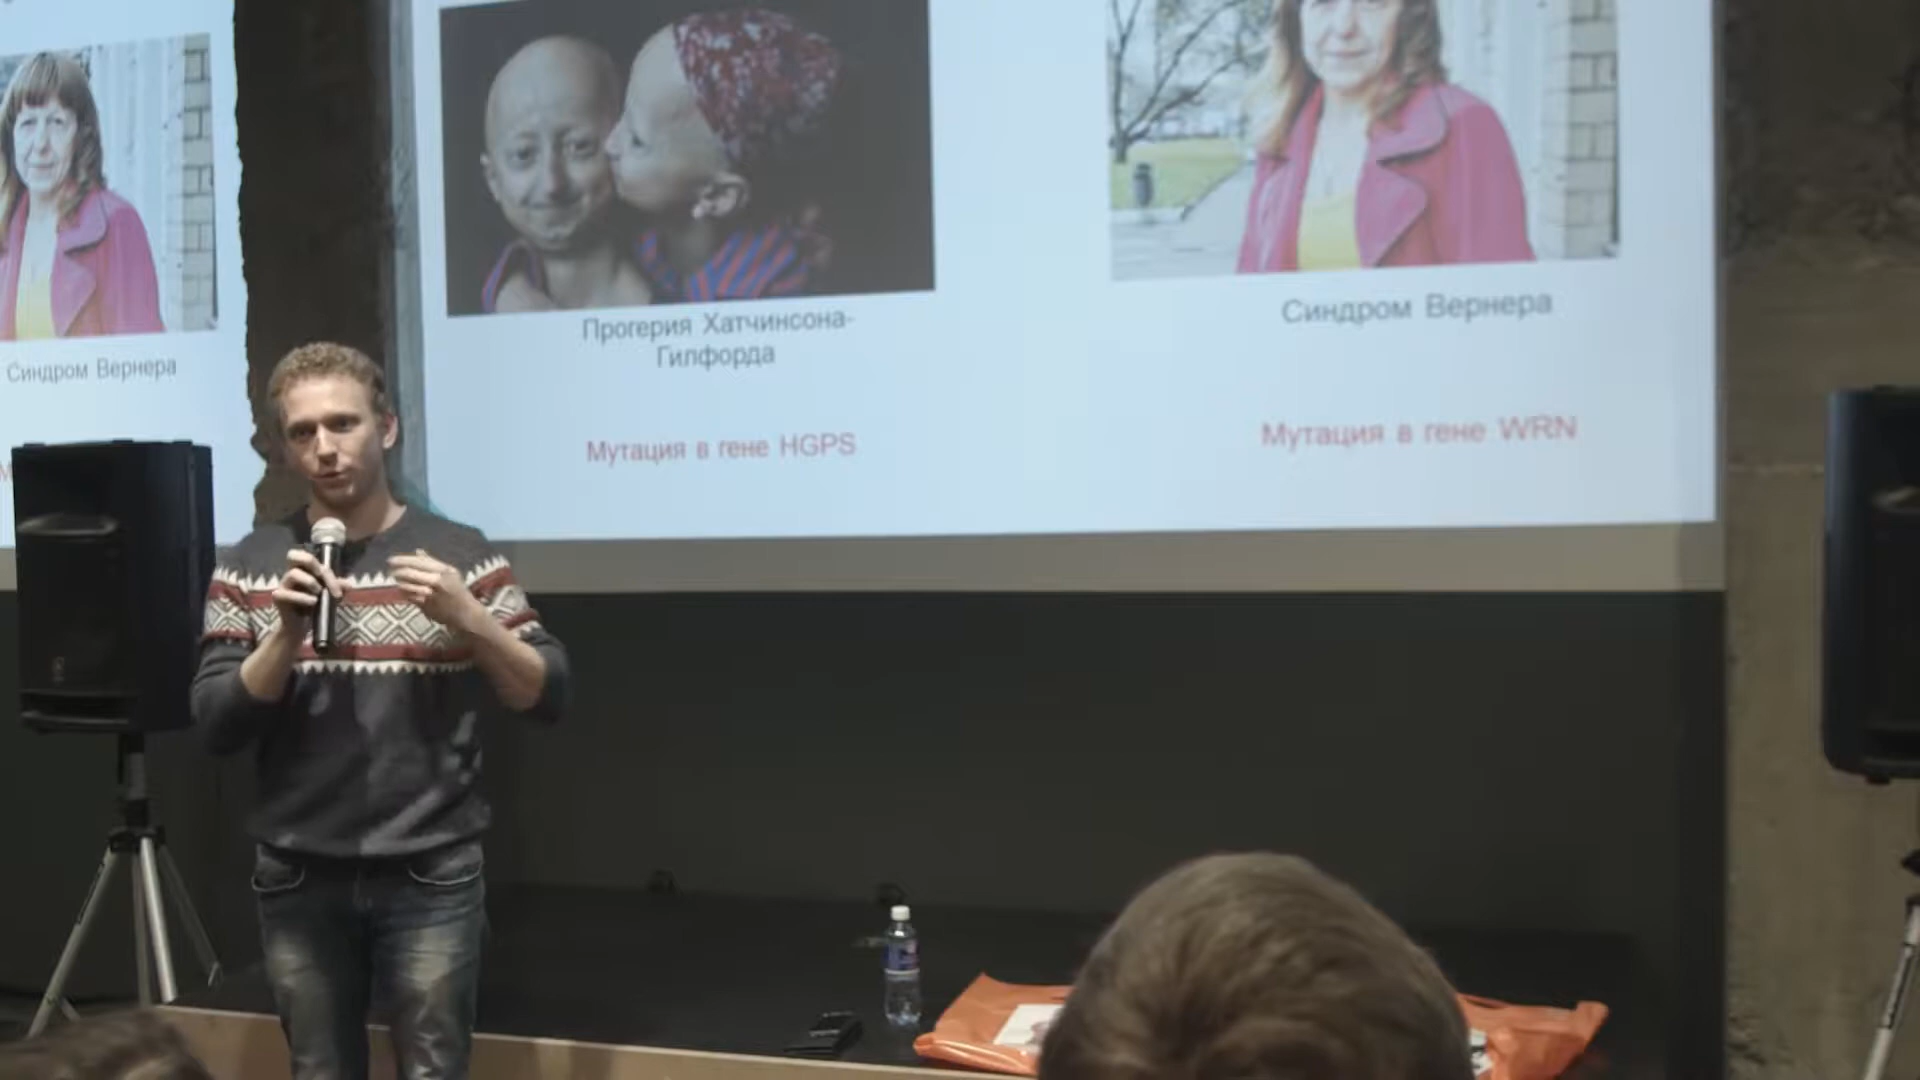 Прогерия Хатчинсона-
Гилфорда
Мутация в гене HGPS
Синдром Вернера
Мутация в гене WRN
Синдром Вернера
М